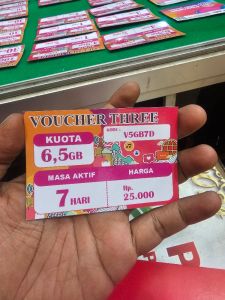 VOUCHER THREE
KODE : V5GB7D
KUOTA
6,5GB
MASA AKTIF
7
HARI
HARGA
Rp.
25.000